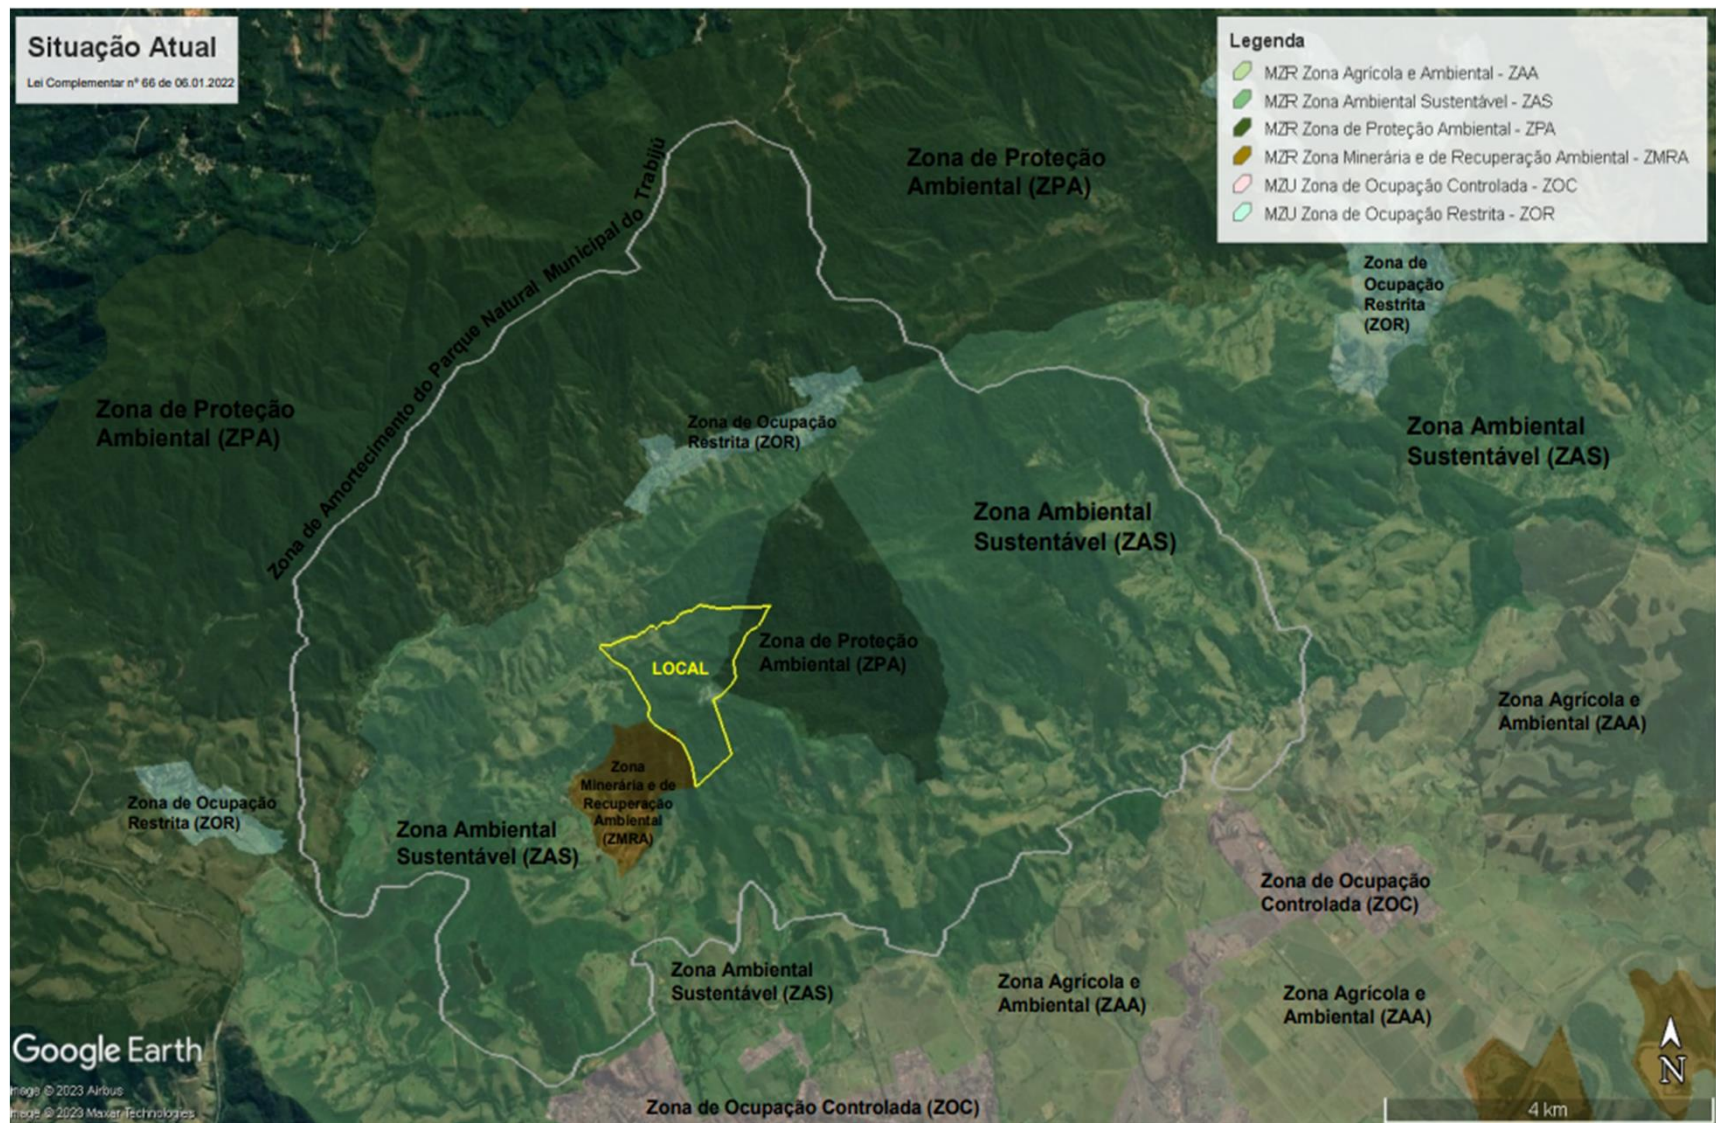 Situação Atual
Lei Complementar nº 66 de 06.01.2022
Legenda
MZR Zona Agrícola e Ambiental - ZAA
MZR Zona Ambiental Sustentável - ZAS
MZR Zona de Proteção Ambiental - ZPA
MZR Zona Minerária e de Recuperação Ambiental - ZMRA
MZU Zona de Ocupação Controlada - ZOC
MZU Zona de Ocupação Restrita - ZOR
Zona de Proteção
Ambiental (ZPA)
Zona de Amortecimento do Parque Natural Municipal do Trabijú
Zona de
Ocupação
Restrita
(ZOR)
Zona de Proteção
Ambiental (ZPA)
Zona de Ocupação
Restrita (ZOR)
Zona Ambiental
Sustentável (ZAS)
Zona Ambiental
Sustentável (ZAS)
LOCAL
Zona de Proteção
Ambiental (ZPA)
Zona Agrícola e
Ambiental (ZAA)
Zona
Minerária e de
Recuperação
Ambiental
(ZMRA)
Zona de Ocupação
Restrita (ZOR)
Zona Ambiental
Sustentável (ZAS)
Zona de Ocupação
Controlada (ZOC)
Zona Ambiental
Sustentável (ZAS)
Zona Agrícola e
Ambiental (ZAA)
Zona Agrícola e
Ambiental (ZAA)
Zona de Ocupação Controlada (ZOC)
Google Earth
mage © 2023 Airbus
mage © 2023 Maxar Technologies
N
4 km